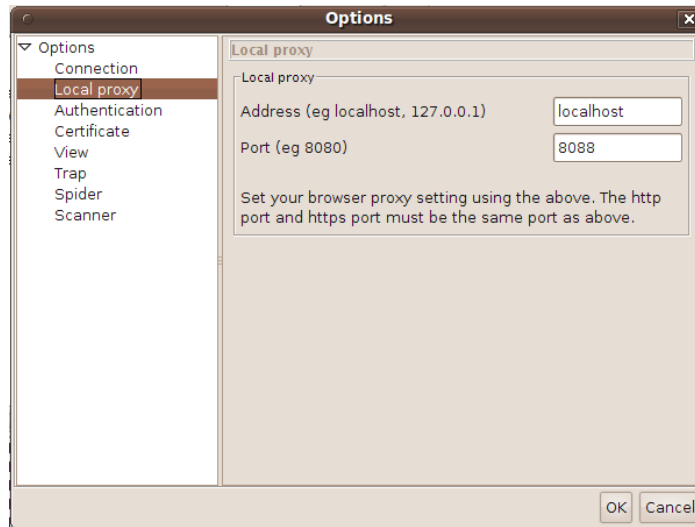 Options
Options
Connection
Local proxy
Authentication
Certificate
View
Trap
Spider
Scanner
Local proxy
Local proxy
Address (eg localhost, 127.0.0.1)
localhost
Port (eg 8080)
8088
Set your browser proxy setting using the above. The http
port and https port must be the same port as above.
OK
Cancel